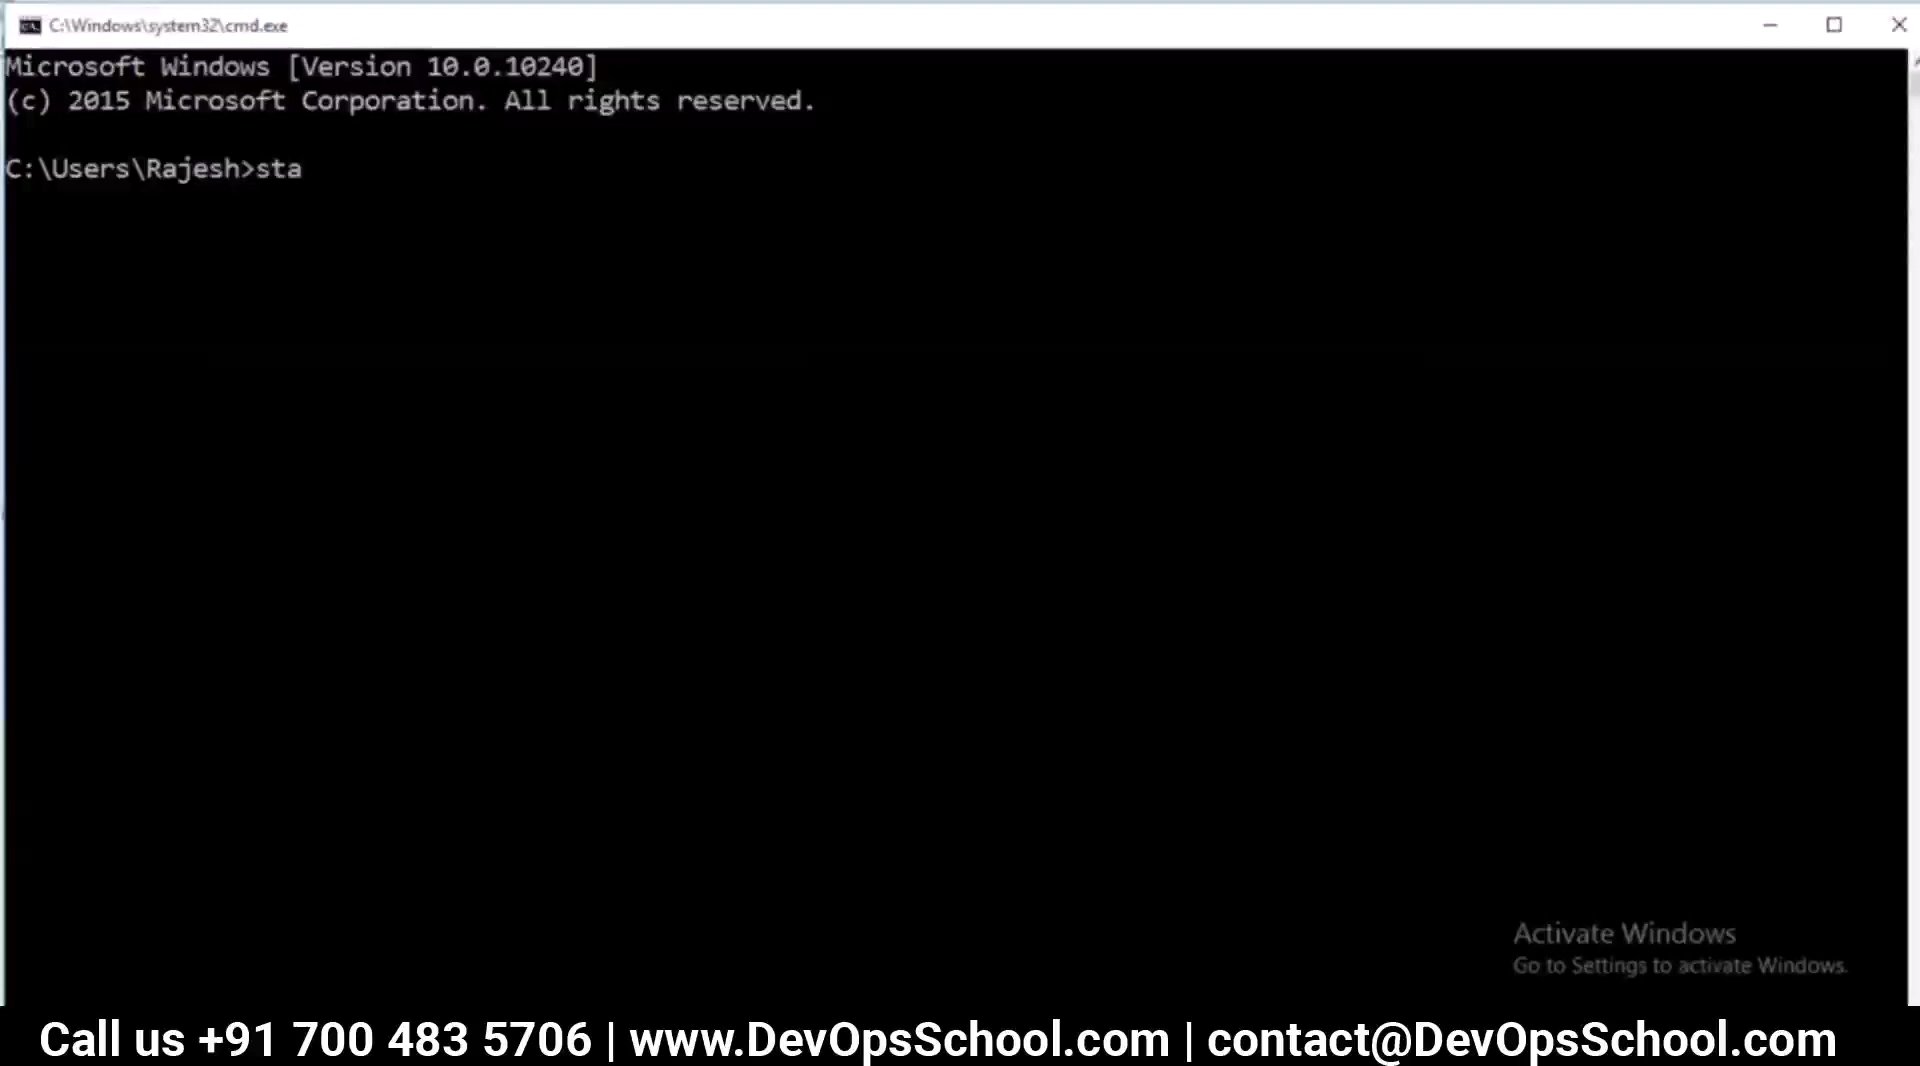 C:\Windows\system32\cmd.exe
Microsoft Windows [Version 10.0.10240]
(c) 2015 Microsoft Corporation. All rights reserved.
C:\Users\Rajesh>sta
Activate Windows
Go to Settings to activate Windows.
Call us +91 700 483 5706 | www.DevOpsSchool.com | contact@DevOpsSchool.com